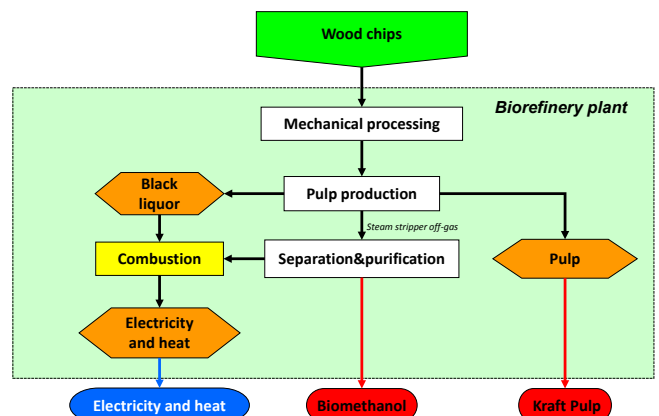 Wood chips
Biorefinery plant
Mechanical processing
Black
liquor
Pulp production
Steam stripper off-gas
Combustion
Separation&purification
Pulp
Electricity
and heat
Electricity and heat
Biomethanol
Kraft Pulp